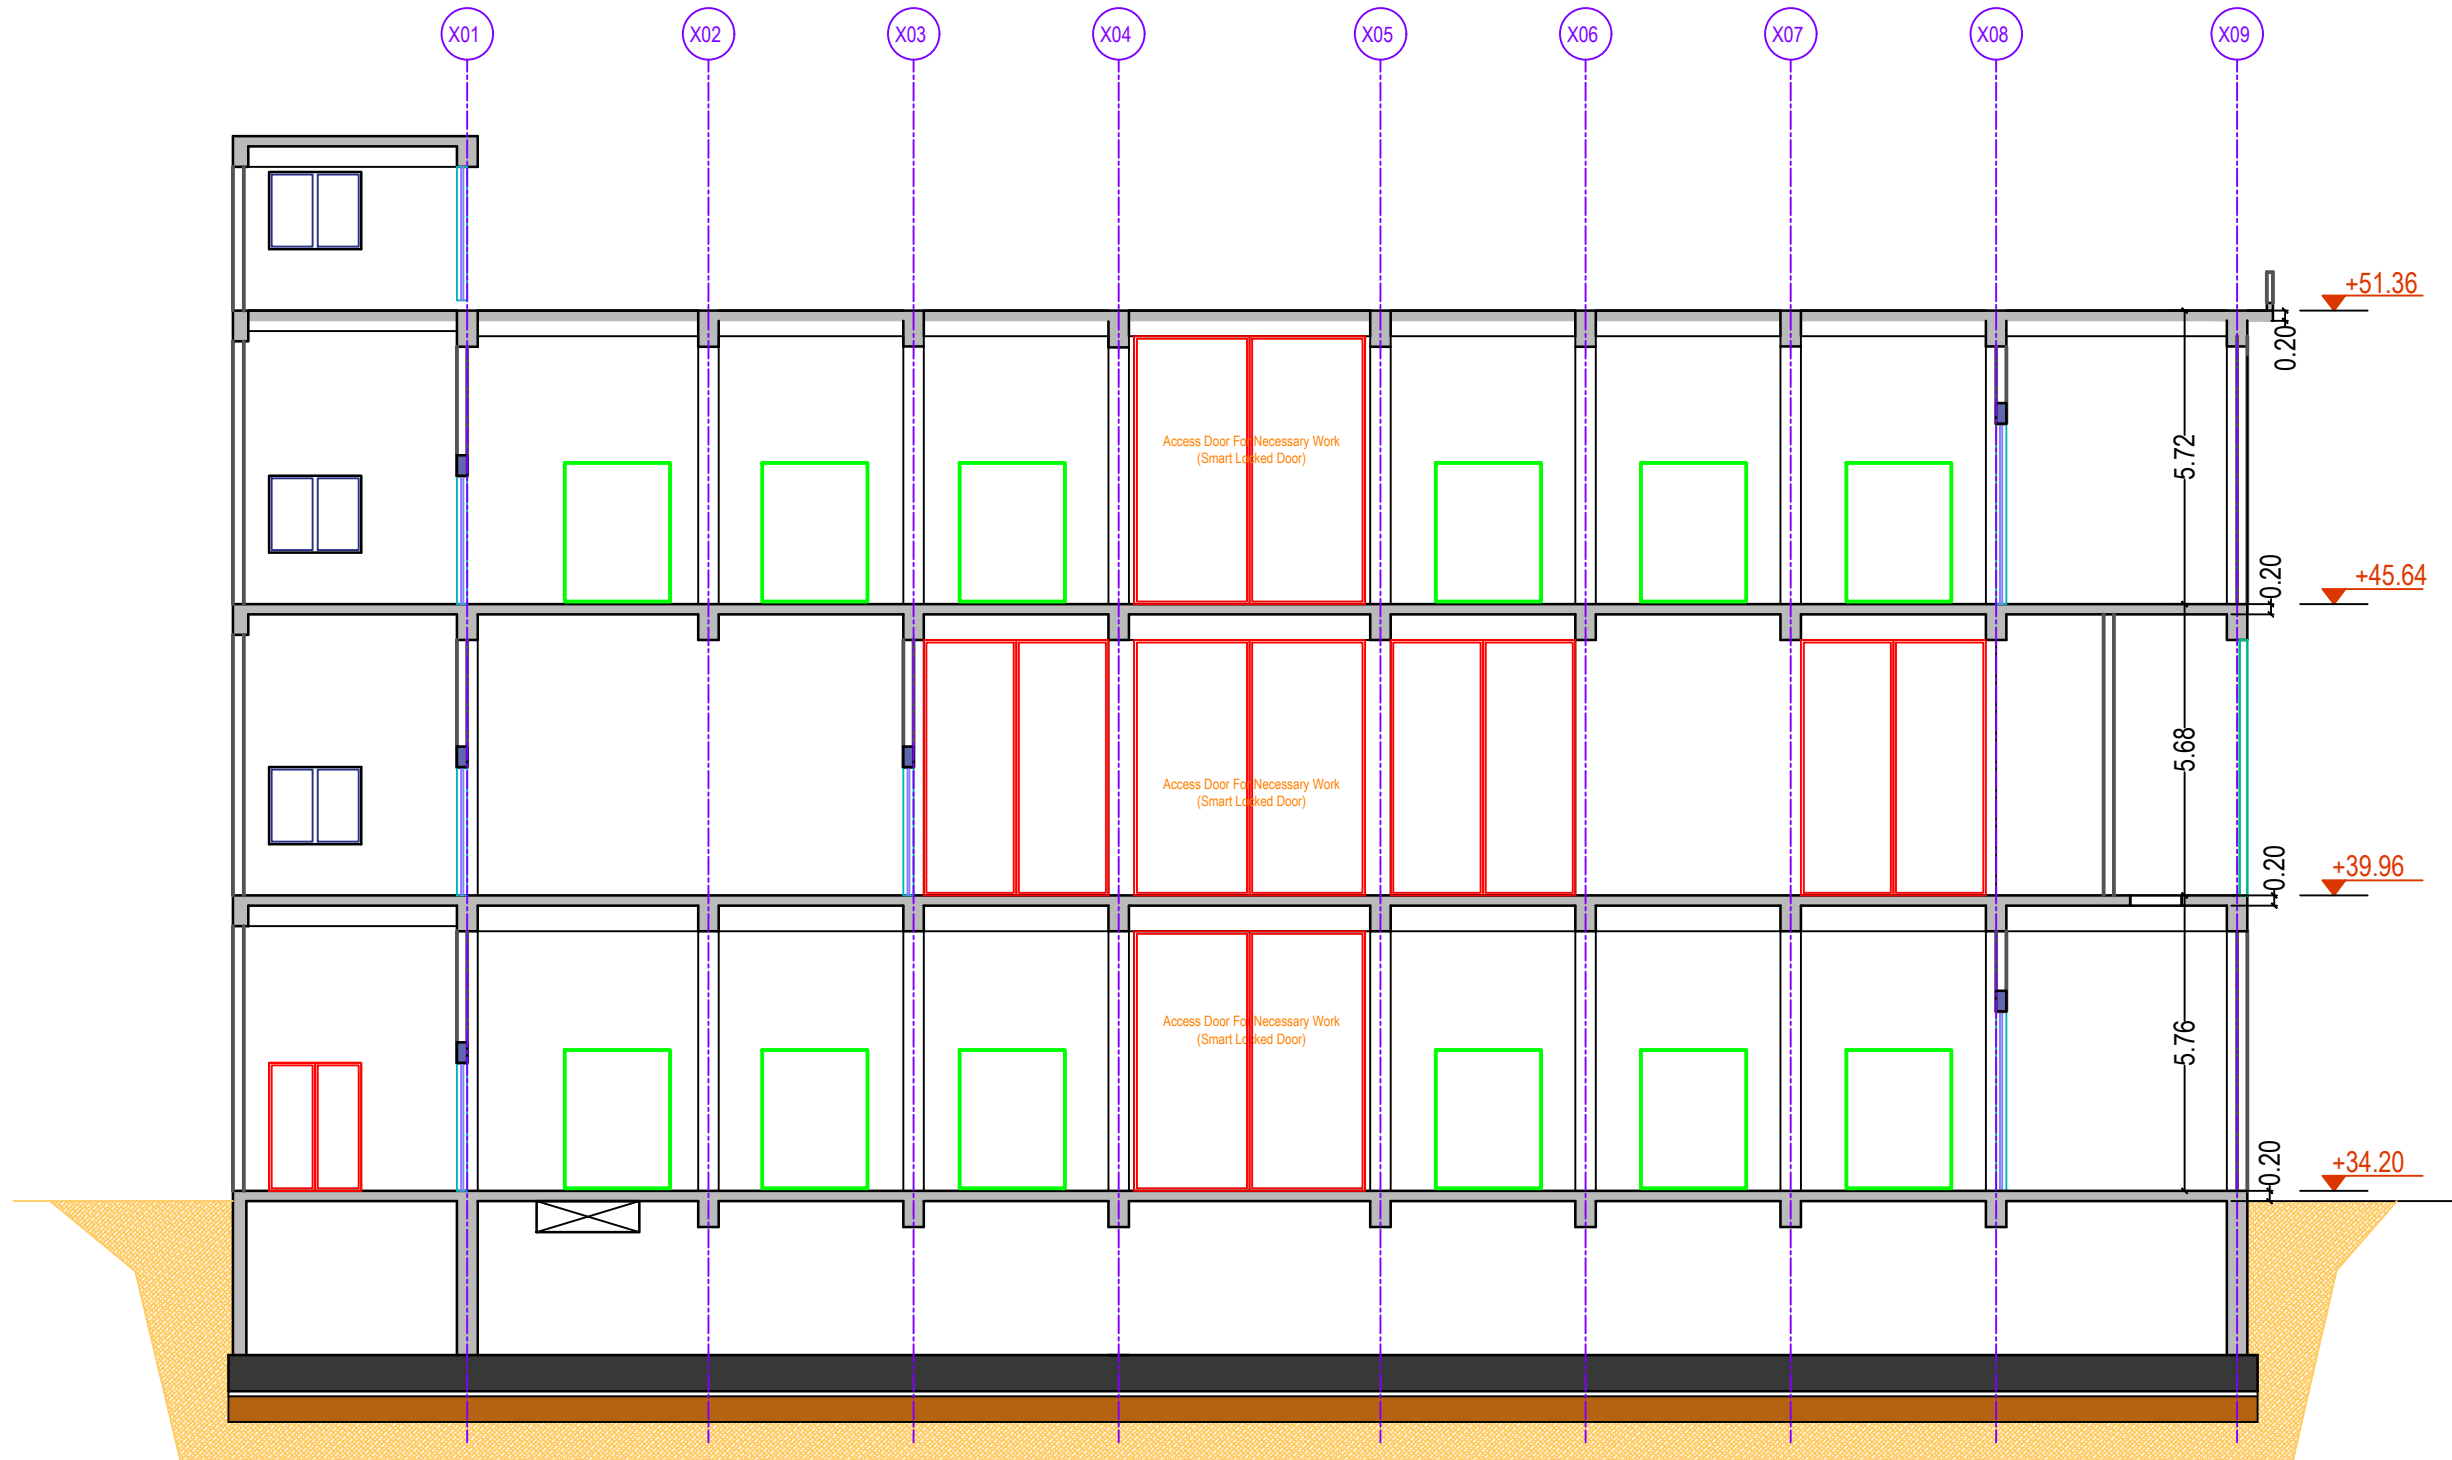 X01 X02 X03 X04 X05 X06 X07 X08 X09
+51.36
0.20
Access Door For Necessary Work
(Smart Locked Door)
5.72
0.20
+45.64
5.68
Access Door For Necessary Work
(Smart Locked Door)
0.20
+39.96
Access Door For Necessary Work
(Smart Locked Door)
5.76
0.20
+34.20